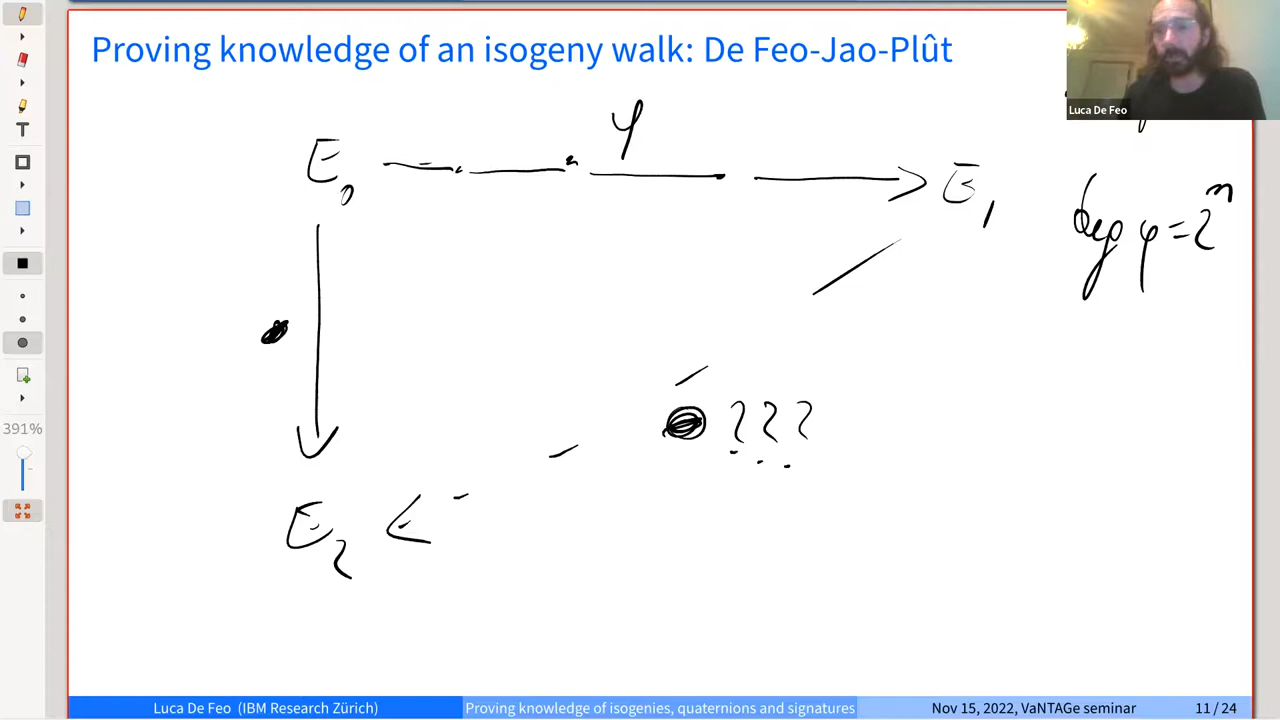 Proving knowledge of an isogeny walk: De Feo-Jao-Plût
Luca De Feo
φ
E₀
E₁
deg φ = 2ⁿ
???
E₂
391%
Luca De Feo (IBM Research Zürich)
Proving knowledge of isogenies, quaternions and signatures
Nov 15, 2022, VaNTAGe seminar
11 / 24